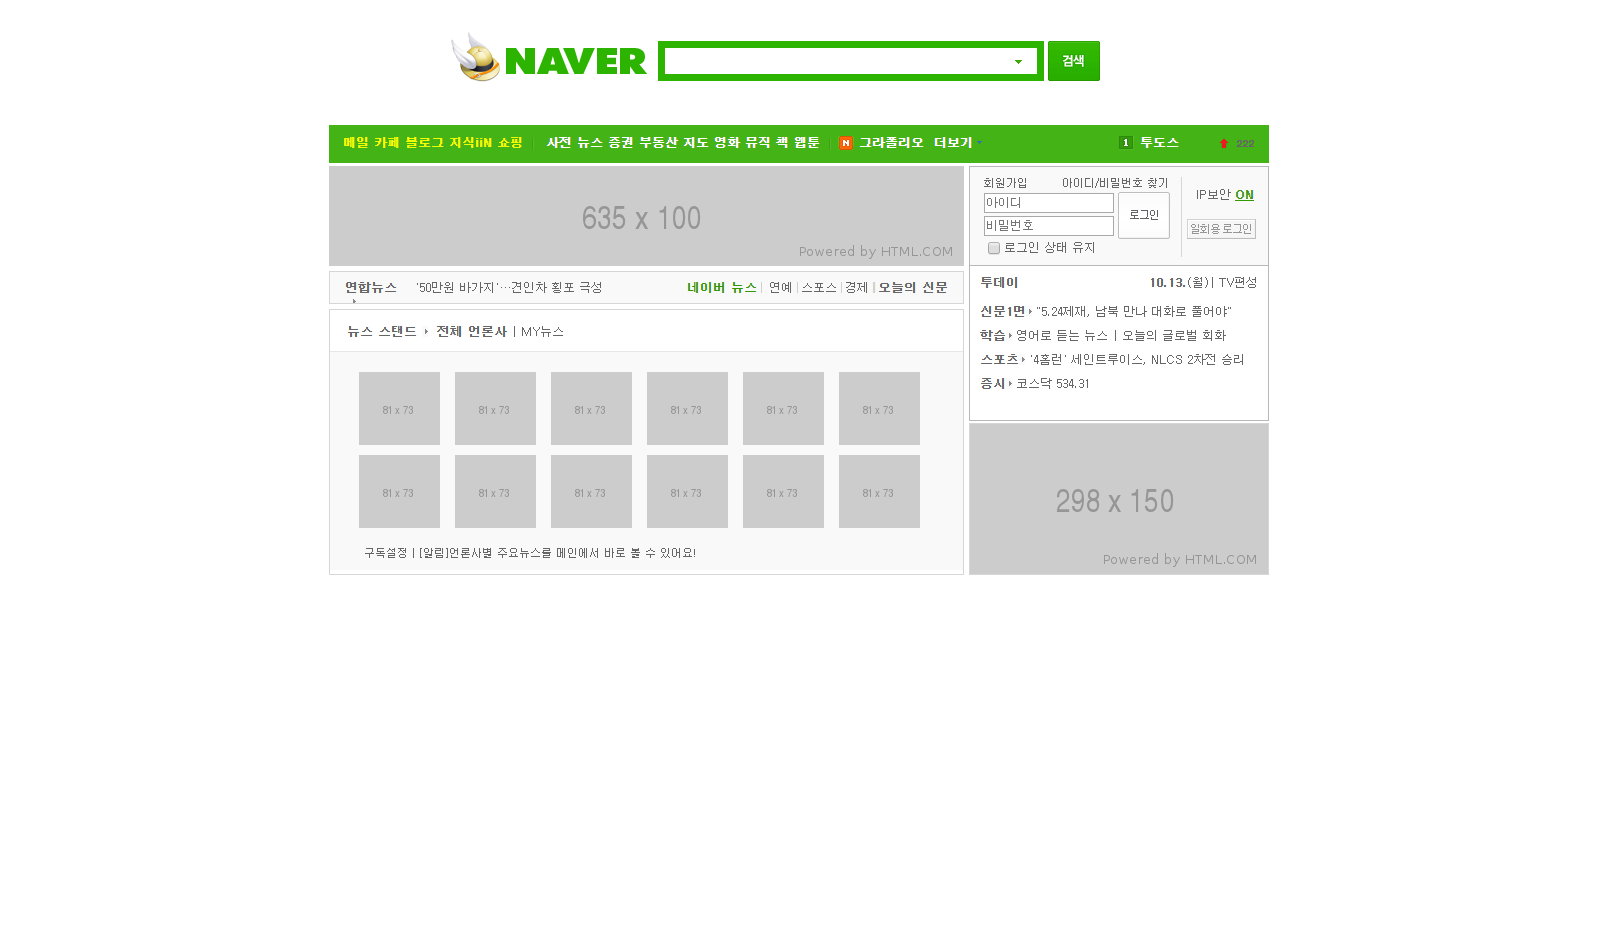 NAVER
검색
메일 카페 블로그 지식iiN 쇼핑 사전 뉴스 증권 부동산 지도 영화 뮤직 책 웹툰 N 그라폴리오 더보기 1 투도스 222
635 x 100
Powered by HTML.COM
회원가입 아이디/비밀번호 찾기
아이디
비밀번호
로그인
로그인 상태 유지
IP보안 ON
일회용 로그인
연합뉴스 '50만원 바가지'…견인차 횡포 극성 네이버 뉴스 | 연예 | 스포스 | 경제 | 오늘의 신문
투데이 10.13.(월) | TV편성
신문1면 "5.24제재, 남북 만나 대화로 풀어야"
학습 영어로 듣는 뉴스 | 오늘의 글로벌 회화
스포츠 '4홈런' 세인트루이스, NLCS 2차전 승리
증시 코스닥 534.31
뉴스 스탠드 전체 언론사 | MY뉴스
81 x 73 81 x 73 81 x 73 81 x 73 81 x 73 81 x 73
81 x 73 81 x 73 81 x 73 81 x 73 81 x 73 81 x 73
구독설정 | [알림]언론사별 주요뉴스를 메인에서 바로 볼 수 있어요!
298 x 150
Powered by HTML.COM